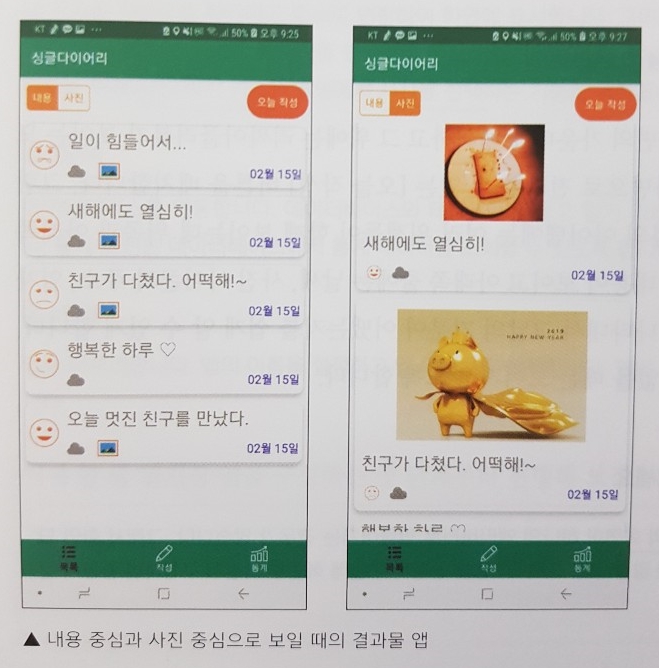 KT ... 50% 오후 9:25
싱글다이어리
내용 사진 오늘 작성
일이 힘들어서...
02월 15일
새해에도 열심히!
02월 15일
친구가 다쳤다. 어떡해!~
02월 15일
행복한 하루 ♡
02월 15일
오늘 멋진 친구를 만났다.
02월 15일
목록 작성 통계
KT ... 50% 오후 9:27
싱글다이어리
내용 사진 오늘 작성
새해에도 열심히!
02월 15일
2019
HAPPY NEW YEAR
친구가 다쳤다. 어떡해!~
02월 15일
행복한 하루 ♡
목록 작성 통계
▲ 내용 중심과 사진 중심으로 보일 때의 결과물 앱